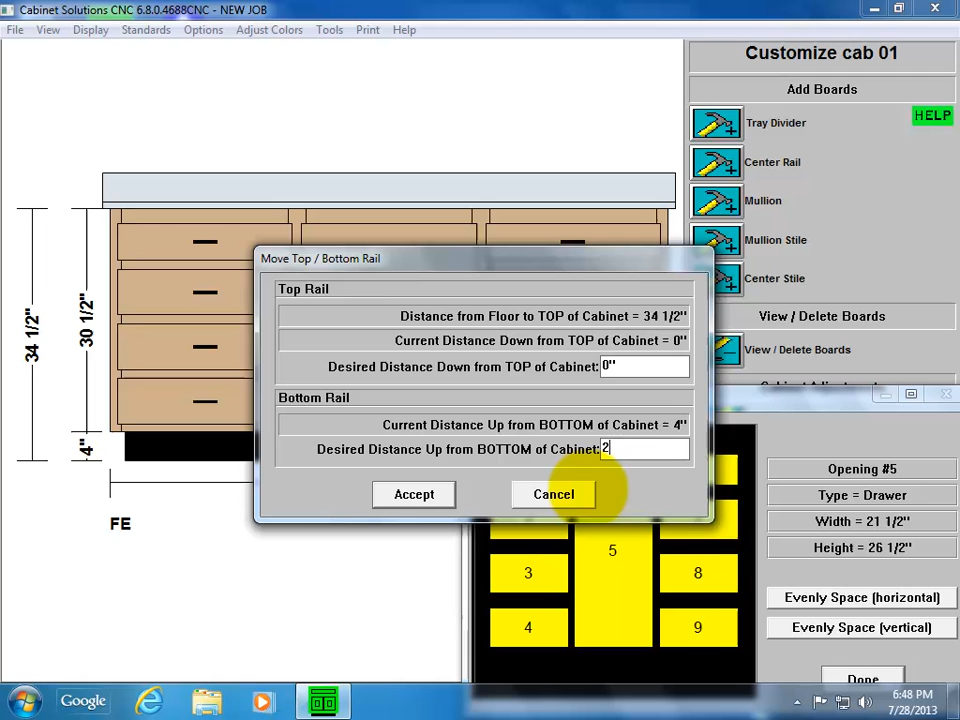 Cabinet Solutions CNC 6.8.0.4688CNC - NEW JOB
File View Display Standards Options Adjust Colors Tools Print Help
Customize cab 01
Add Boards
HELP
Tray Divider
Center Rail
Mullion
Mullion Stile
Center Stile
View / Delete Boards
View / Delete Boards
34 1/2"
30 1/2"
4"
FE
Move Top / Bottom Rail
Top Rail
Distance from Floor to TOP of Cabinet = 34 1/2"
Current Distance Down from TOP of Cabinet = 0"
Desired Distance Down from TOP of Cabinet: 0"
Bottom Rail
Current Distance Up from BOTTOM of Cabinet = 4"
Desired Distance Up from BOTTOM of Cabinet: 2
Accept Cancel
5
3 8
4 9
Opening #5
Type = Drawer
Width = 21 1/2"
Height = 26 1/2"
Evenly Space (horizontal)
Evenly Space (vertical)
Done
Google
6:48 PM
7/28/2013